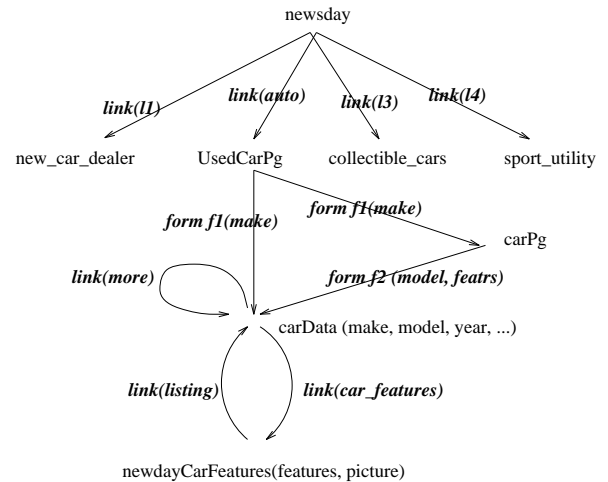 newsday
link(l1)
link(auto)
link(l3)
link(l4)
new_car_dealer
UsedCarPg
collectible_cars
sport_utility
form f1(make)
form f1(make)
carPg
link(more)
form f2 (model, featrs)
carData (make, model, year, ...)
link(listing)
link(car_features)
newdayCarFeatures(features, picture)